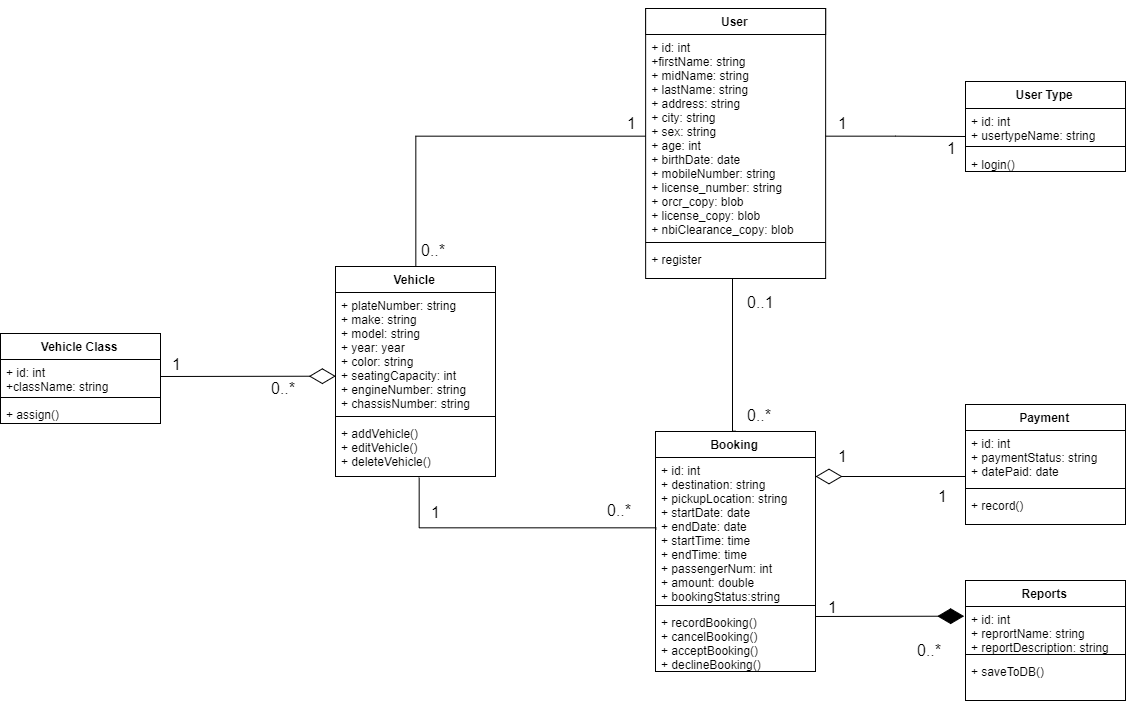 User
+ id: int
+firstName: string
+ midName: string
+ lastName: string
+ address: string
+ city: string
+ sex: string
+ age: int
+ birthDate: date
+ mobileNumber: string
+ license_number: string
+ orcr_copy: blob
+ license_copy: blob
+ nbiClearance_copy: blob
+ register
1
1
1
User Type
+ id: int
+ usertypeName: string
+ login()
0..*
Vehicle
+ plateNumber: string
+ make: string
+ model: string
+ year: year
+ color: string
+ seatingCapacity: int
+ engineNumber: string
+ chassisNumber: string
+ addVehicle()
+ editVehicle()
+ deleteVehicle()
Vehicle Class
+ id: int
+className: string
+ assign()
1
0..*
0..1
0..*
1
0..*
Booking
+ id: int
+ destination: string
+ pickupLocation: string
+ startDate: date
+ endDate: date
+ startTime: time
+ endTime: time
+ passengerNum: int
+ amount: double
+ bookingStatus:string
+ recordBooking()
+ cancelBooking()
+ acceptBooking()
+ declineBooking()
1
1
Payment
+ id: int
+ paymentStatus: string
+ datePaid: date
+ record()
1
0..*
Reports
+ id: int
+ reprortName: string
+ reportDescription: string
+ saveToDB()